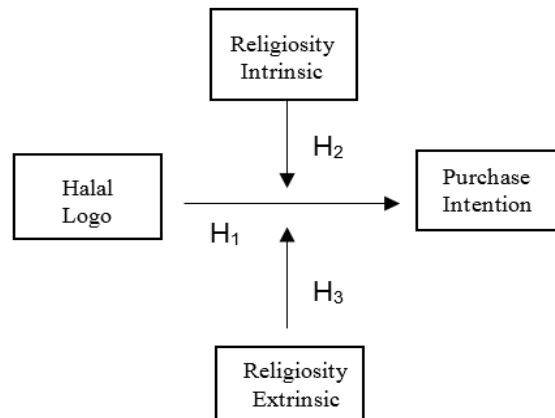 Religiosity
Intrinsic
H₂
Halal
Logo
Purchase
Intention
H₁
H₃
Religiosity
Extrinsic